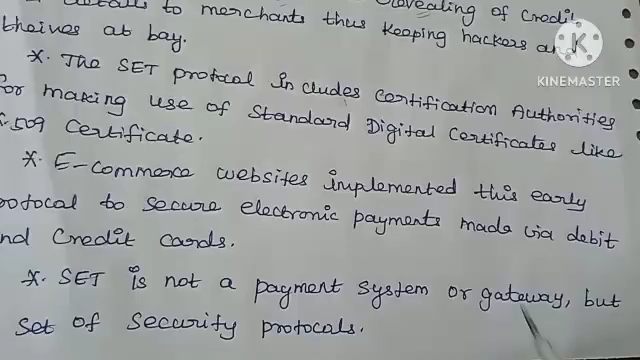 details to merchants thus keeping hackers and
revealing of credit
theives at bay.
*. The SET protocal includes certification Authorities
for making use of Standard Digital certificates like
X.509 Certificate.
*. E-commerce websites implemented this early
protocal to secure electronic payments made via debit
and credit cards.
*. SET is not a payment system or gateway, but
set of security protocals.
K
KINEMASTER